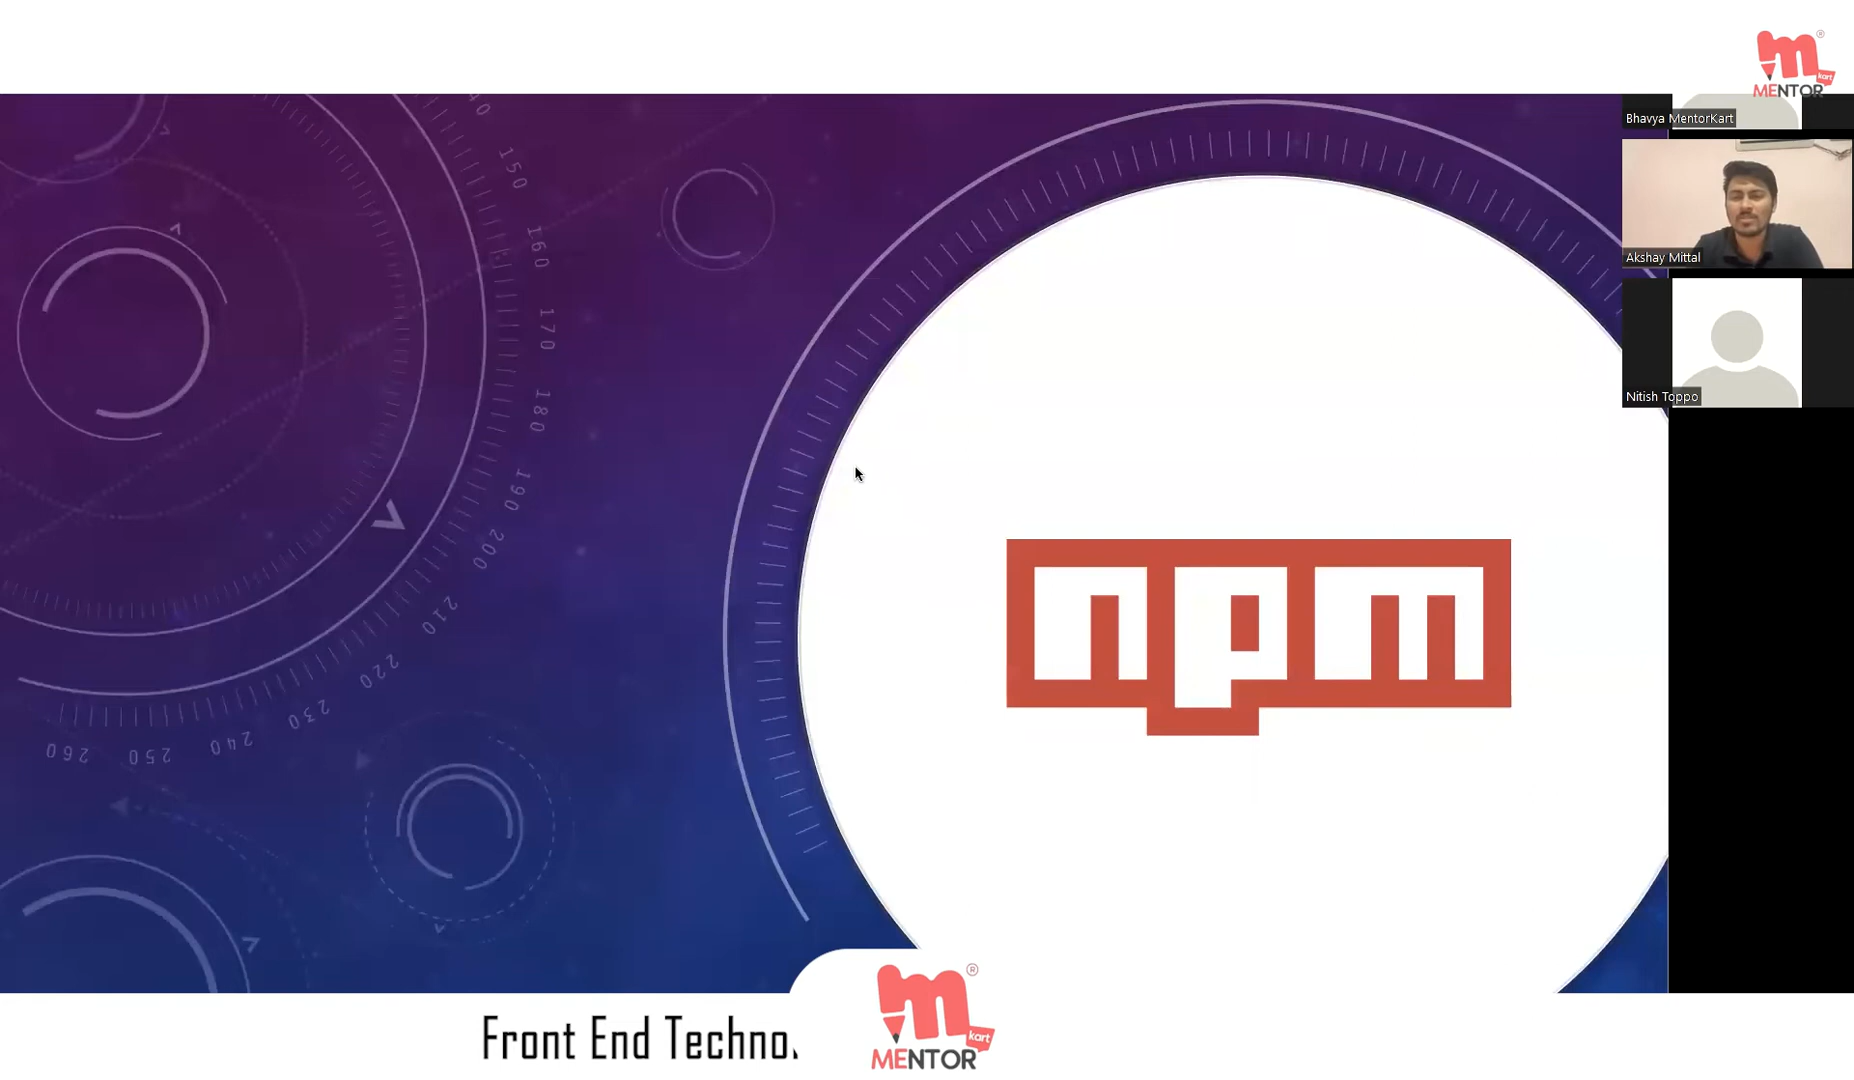 m®
kart
MENTOR
Bhavya MentorKart
Akshay Mittal
Nitish Toppo
150
160
170
180
190
200
210
220
230
240
250
260
npm
Front End Techno
m®
kart
MENTOR